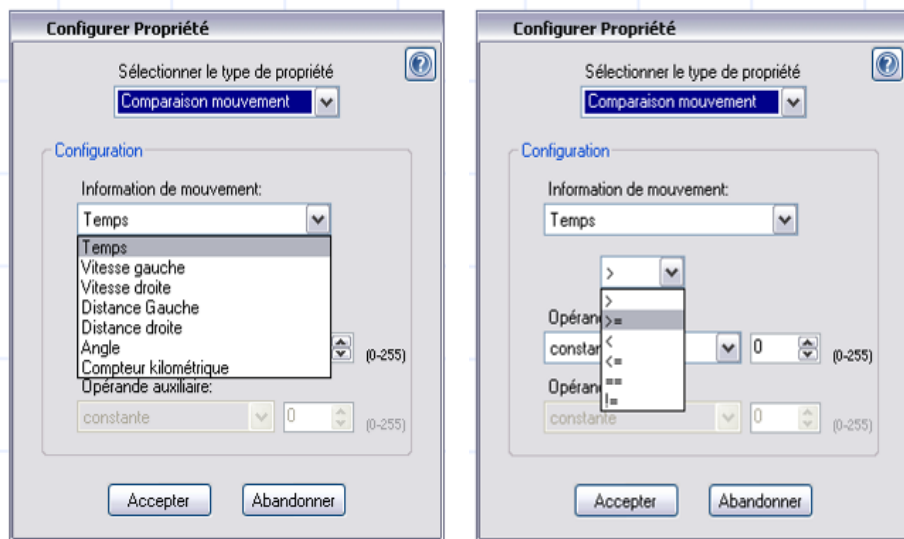 Configurer Propriété
Sélectionner le type de propriété
Comparaison mouvement
Configuration
Information de mouvement:
Temps
Temps
Vitesse gauche
Vitesse droite
Distance Gauche
Distance droite
Angle
Compteur kilométrique
(0-255)
Opérande auxiliaire:
constante 0 (0-255)
Accepter Abandonner
Configurer Propriété
Sélectionner le type de propriété
Comparaison mouvement
Configuration
Information de mouvement:
Temps
>
>
>=
<
<=
==
!=
0 (0-255)
constante 0 (0-255)
Accepter Abandonner